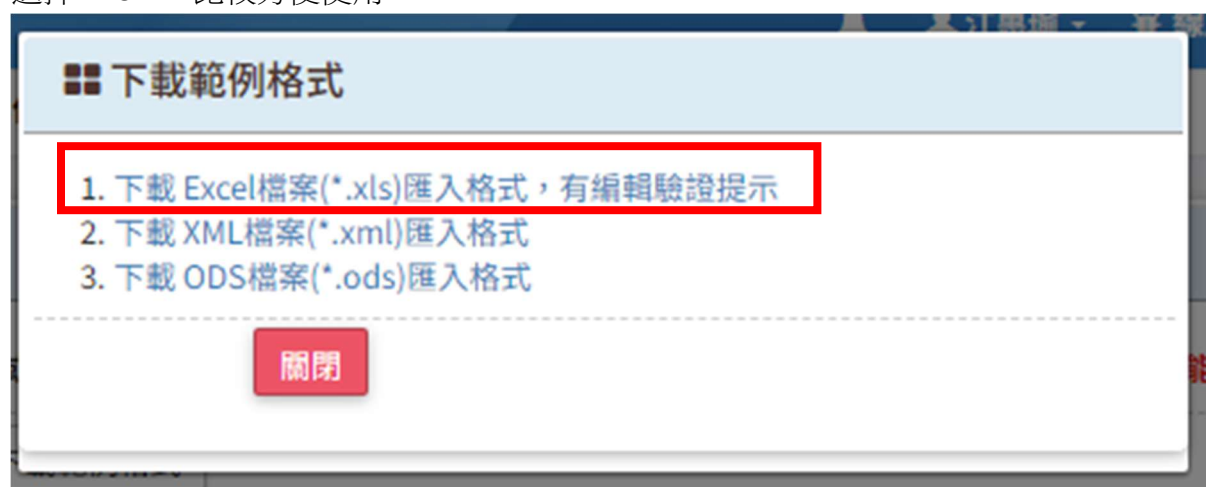 下載範例格式
1. 下載 Excel檔案(*.xls)匯入格式，有編輯驗證提示
2. 下載 XML檔案(*.xml)匯入格式
3. 下載 ODS檔案(*.ods)匯入格式
關閉